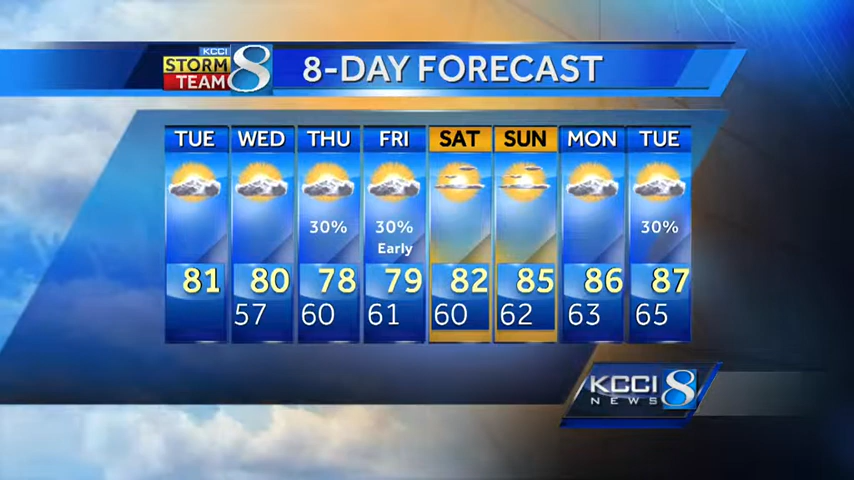 KCCI
STORM
TEAM 8
8-DAY FORECAST
TUE WED THU FRI SAT SUN MON TUE
30% 30% 30%
Early
81 80 78 79 82 85 86 87
57 60 61 60 62 63 65
KCCI 8
NEWS